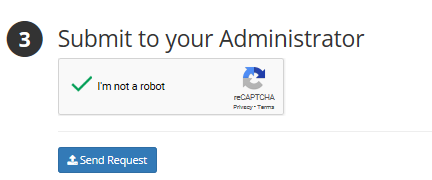 3 Submit to your Administrator
I'm not a robot
reCAPTCHA
Privacy - Terms
Send Request